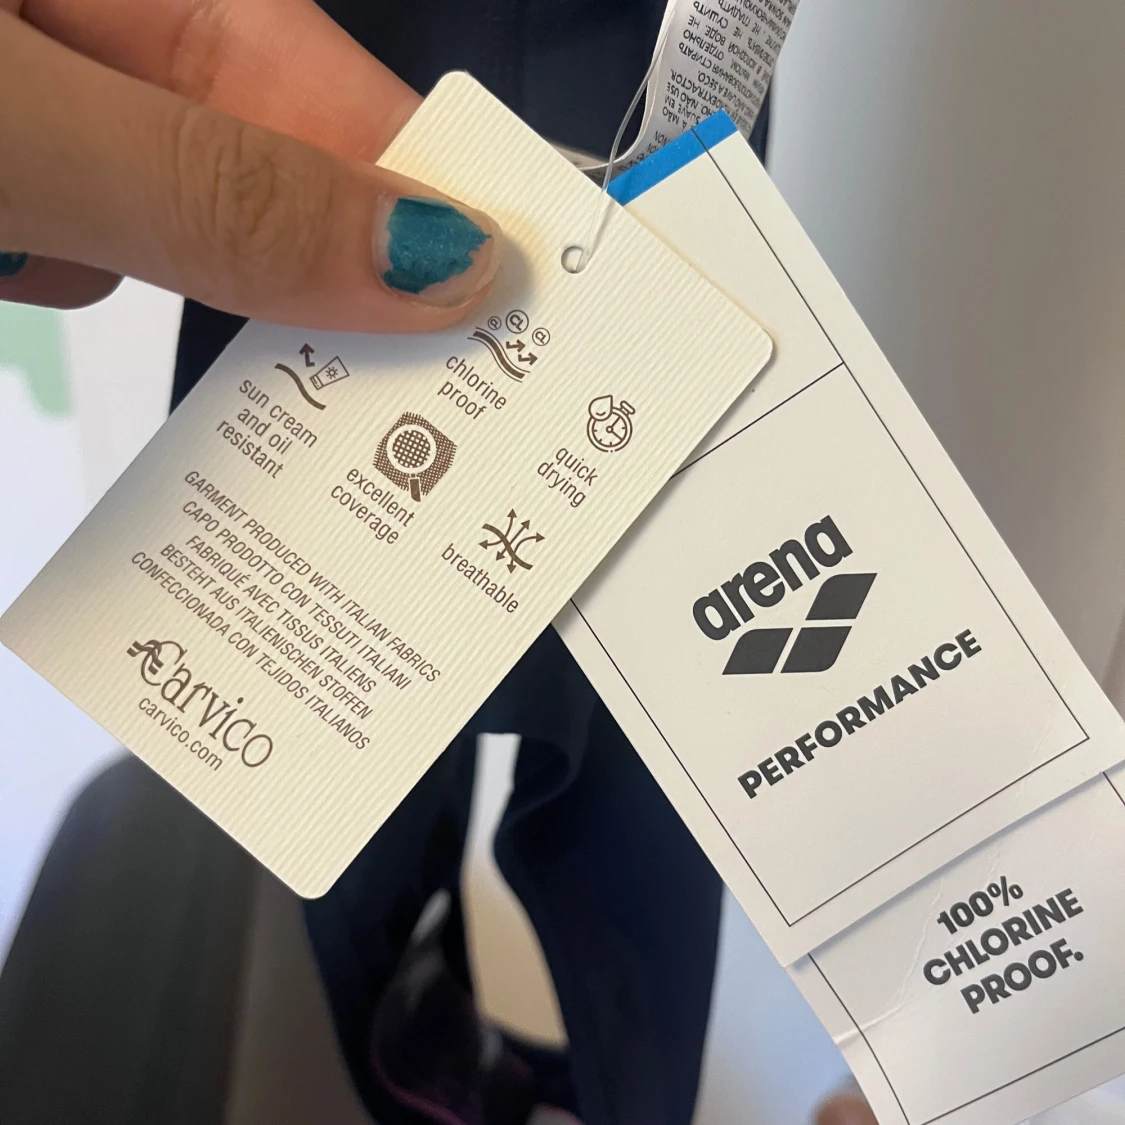 sun cream
and oil
resistant
chlorine
proof
excellent
coverage
quick
drying
breathable
GARMENT PRODUCED WITH ITALIAN FABRICS
CAPO PRODOTTO CON TESSUTI ITALIANI
FABRIQUÉ AVEC TISSUS ITALIENS
BESTEHT AUS ITALIENISCHEN STOFFEN
CONFECCIONADA CON TEJIDOS ITALIANOS
Carvico
carvico.com
arena
PERFORMANCE
100%
CHLORINE
PROOF.